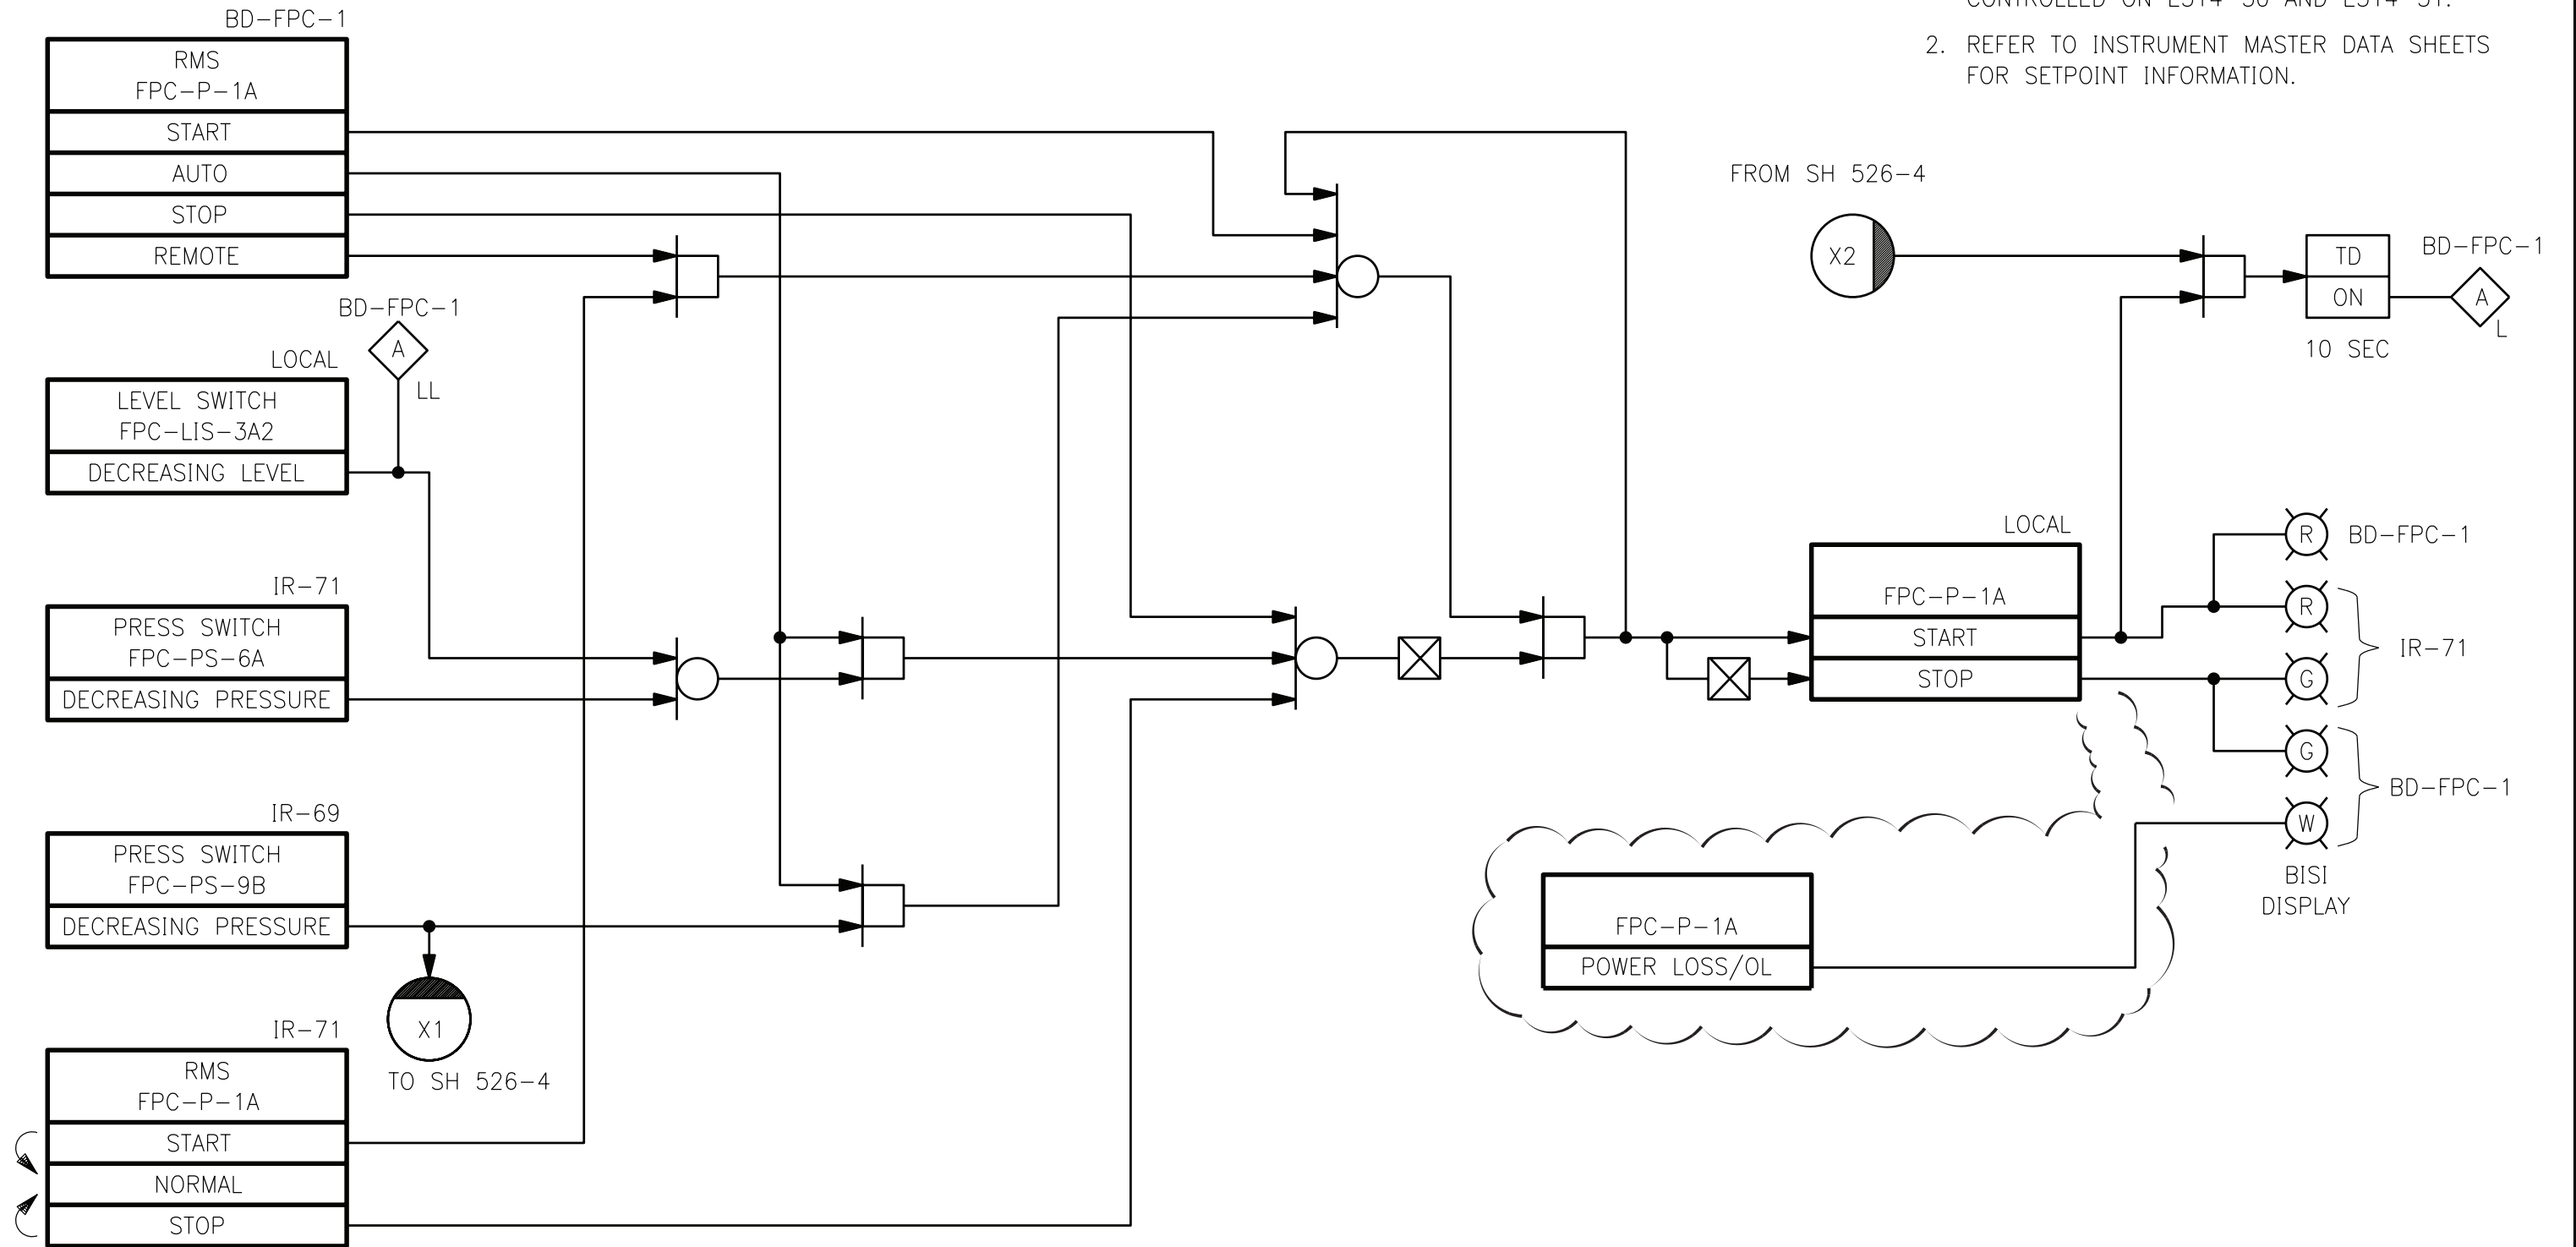 BD-FPC-1
RMS
FPC-P-1A
START
AUTO
STOP
REMOTE
BD-FPC-1
A
LL
LOCAL
LEVEL SWITCH
FPC-LIS-3A2
DECREASING LEVEL
IR-71
PRESS SWITCH
FPC-PS-6A
DECREASING PRESSURE
IR-69
PRESS SWITCH
FPC-PS-9B
DECREASING PRESSURE
X1
TO SH 526-4
IR-71
RMS
FPC-P-1A
START
NORMAL
STOP
2. REFER TO INSTRUMENT MASTER DATA SHEETS
FOR SETPOINT INFORMATION.
FROM SH 526-4
X2
TD
ON
10 SEC
BD-FPC-1
A
L
LOCAL
FPC-P-1A
START
STOP
R
BD-FPC-1
R
G
IR-71
G
W
BD-FPC-1
BISI
DISPLAY
FPC-P-1A
POWER LOSS/OL